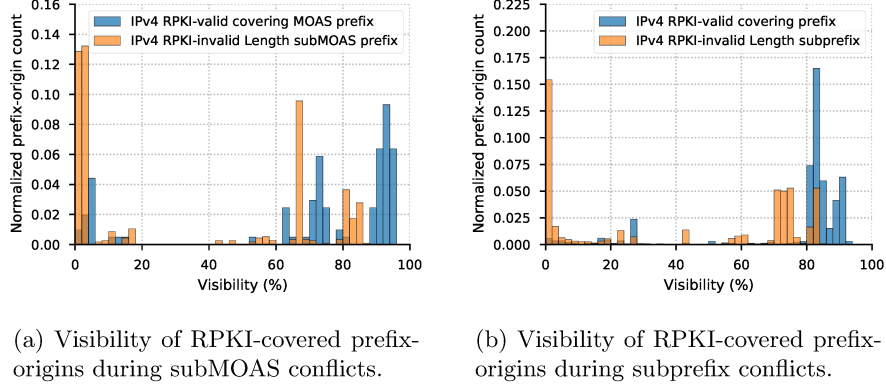 0.16
0.14
0.12
0.10
0.08
0.06
0.04
0.02
0.00
Normalized prefix-origin count
IPv4 RPKI-valid covering MOAS prefix
IPv4 RPKI-invalid Length subMOAS prefix
0 20 40 60 80 100
Visibility (%)
0.225
0.200
0.175
0.150
0.125
0.100
0.075
0.050
0.025
0.000
Normalized prefix-origin count
IPv4 RPKI-valid covering prefix
IPv4 RPKI-invalid Length subprefix
0 20 40 60 80 100
Visibility (%)
(a) Visibility of RPKI-covered prefix-
origins during subMOAS conflicts.
(b) Visibility of RPKI-covered prefix-
origins during subprefix conflicts.